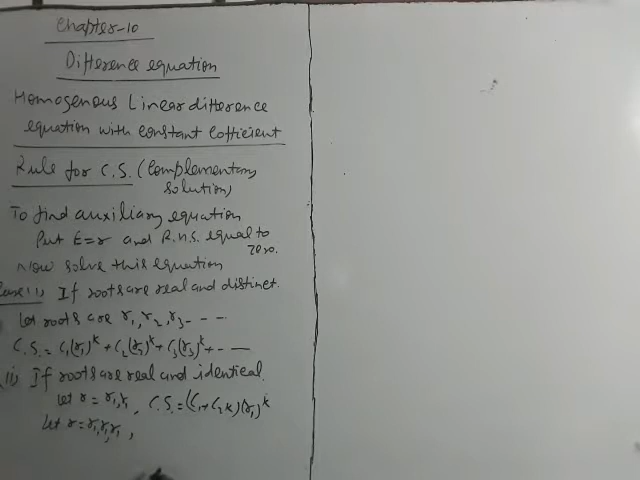 Chapter-10
Difference equation
Homogenous Linear difference
equation with constant Cofficient
Rule for C.S. (Complementary
solution)
To find auxiliary equation
Put E=r and R.H.S. equal to
zero.
Now solve this equation
Case(i) If roots are real and distinct.
Let roots are r₁, r₂, r₃ - - -
C.S. = C₁(r₁)^k + C₂(r₂)^k + C₃(r₃)^k + - -
(ii) If roots are real and identical.
Let r = r₁, r₁, C.S. = (C₁+C₂k)(r₁)^k
Let r = r₁, r₁, r₁,